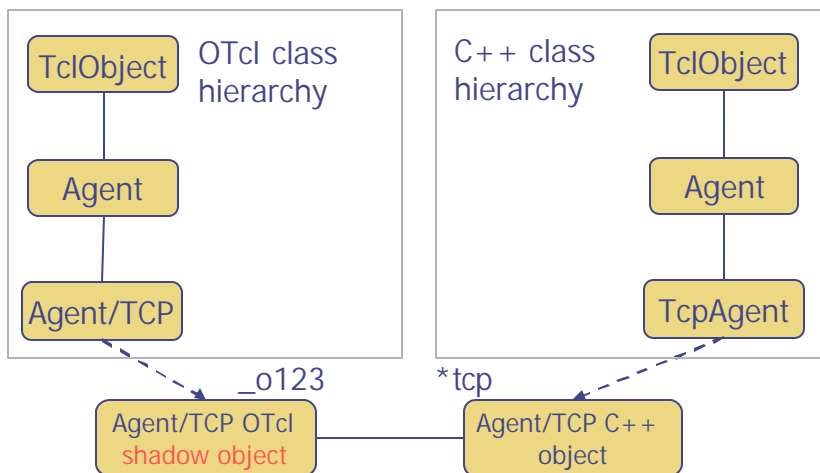 TclObject
OTcl class
hierarchy
Agent
Agent/TCP
C++ class
hierarchy
TclObject
Agent
TcpAgent
_o123
*tcp
Agent/TCP OTcl
shadow object
Agent/TCP C++
object